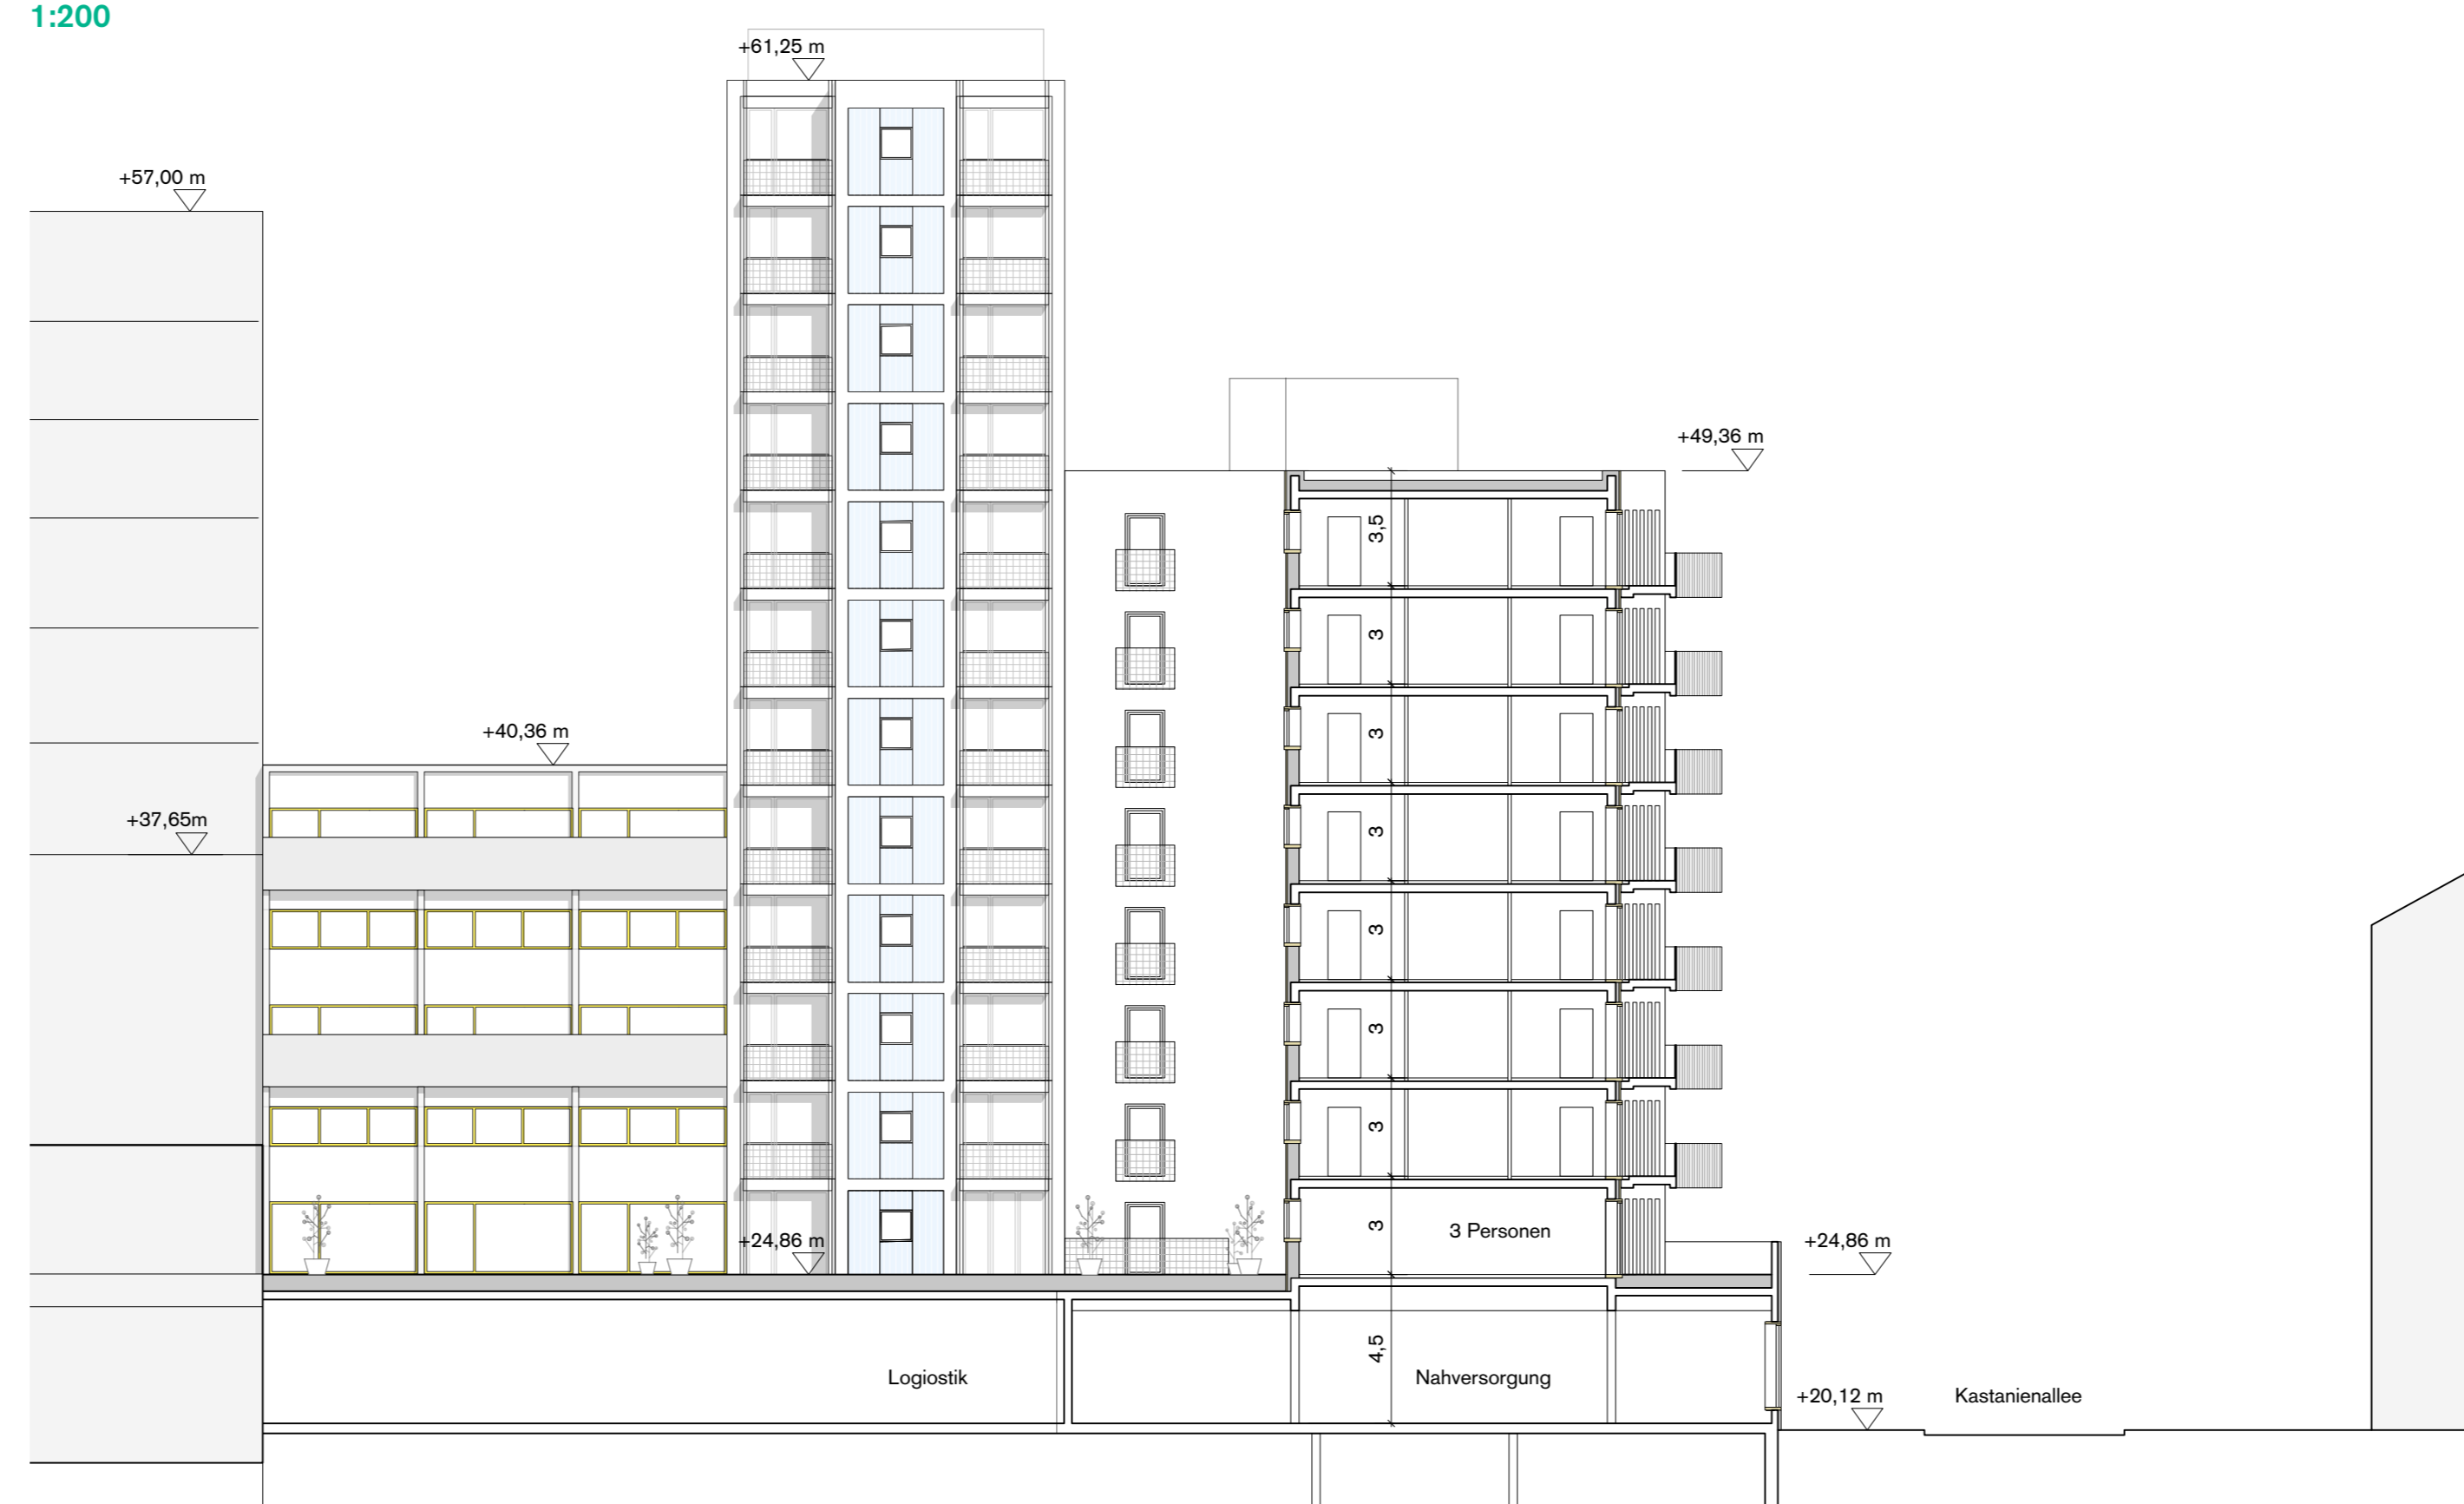 1:200
+61,25 m
+57,00 m
+49,36 m
3,5
3
3
+40,36 m
3
+37,65m
3
3
3
3
3 Personen
+24,86 m
+24,86 m
4,5
Logiostik
Nahversorgung
+20,12 m
Kastanienallee